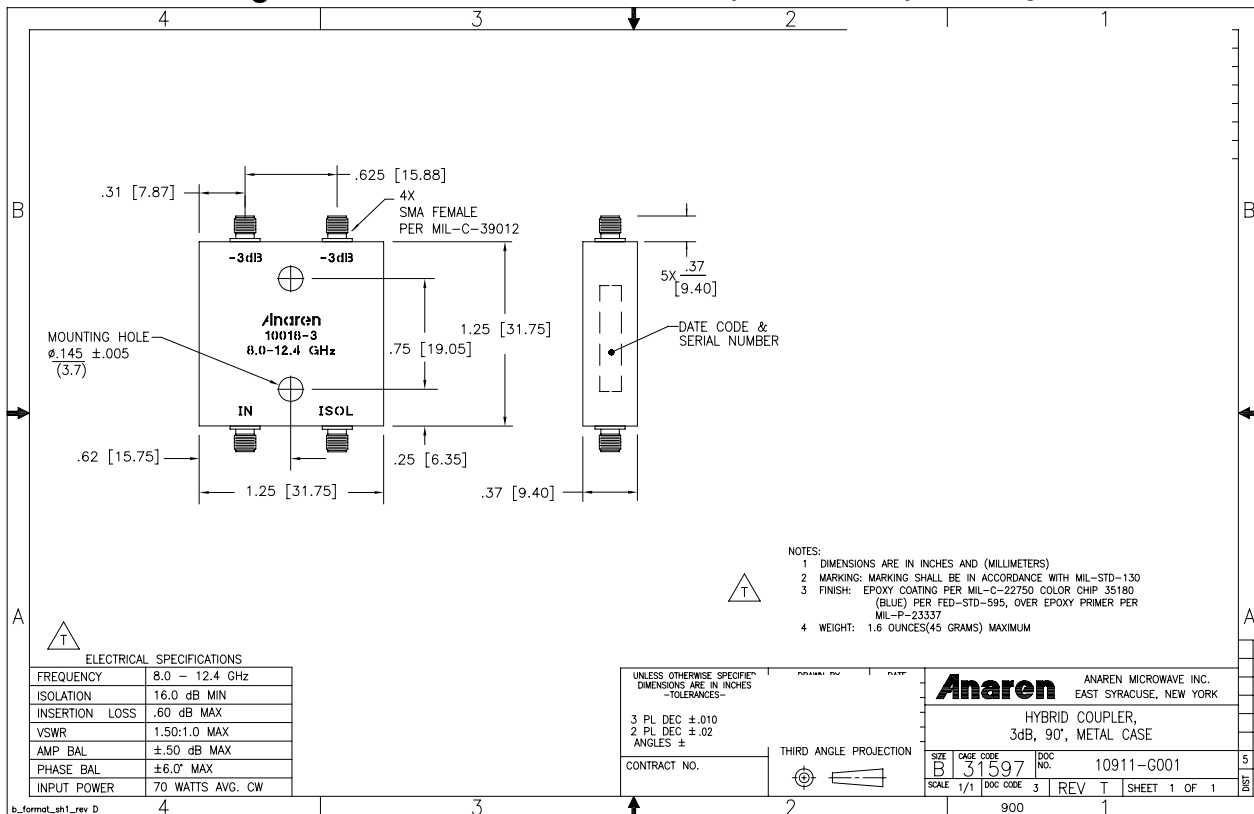 4 3 2 1
B B
A A
.31 [7.87]
.625 [15.88]
4X
SMA FEMALE
PER MIL-C-39012
-3dB -3dB
Anaren
10018-3
8.0-12.4 GHz
MOUNTING HOLE
ø.145 ±.005
(3.7)
.75 [19.05]
1.25 [31.75]
IN ISOL
.62 [15.75]
.25 [6.35]
1.25 [31.75]
5X .37
[9.40]
DATE CODE &
SERIAL NUMBER
.37 [9.40]
NOTES:
1 DIMENSIONS ARE IN INCHES AND (MILLIMETERS)
2 MARKING: MARKING SHALL BE IN ACCORDANCE WITH MIL-STD-130
3 FINISH: EPOXY COATING PER MIL-C-22750 COLOR CHIP 35180
(BLUE) PER FED-STD-595, OVER EPOXY PRIMER PER
MIL-P-23337
4 WEIGHT: 1.6 OUNCES(45 GRAMS) MAXIMUM
T
T
ELECTRICAL SPECIFICATIONS
FREQUENCY 8.0 - 12.4 GHz
ISOLATION 16.0 dB MIN
INSERTION LOSS .60 dB MAX
VSWR 1.50:1.0 MAX
AMP BAL ±.50 dB MAX
PHASE BAL ±6.0° MAX
INPUT POWER 70 WATTS AVG. CW
UNLESS OTHERWISE SPECIFIED
DIMENSIONS ARE IN INCHES
-TOLERANCES-
3 PL DEC ±.010
2 PL DEC ±.02
ANGLES ±
CONTRACT NO.
DRAWN BY DATE
THIRD ANGLE PROJECTION
Anaren
ANAREN MICROWAVE INC.
EAST SYRACUSE, NEW YORK
HYBRID COUPLER,
3dB, 90°, METAL CASE
SIZE B
CAGE CODE 31597
DOC NO. 10911-G001
SCALE 1/1 DOC CODE 3 REV T SHEET 1 OF 1
5
DIST
b_format_sh1_rev D
4 3 2 900 1